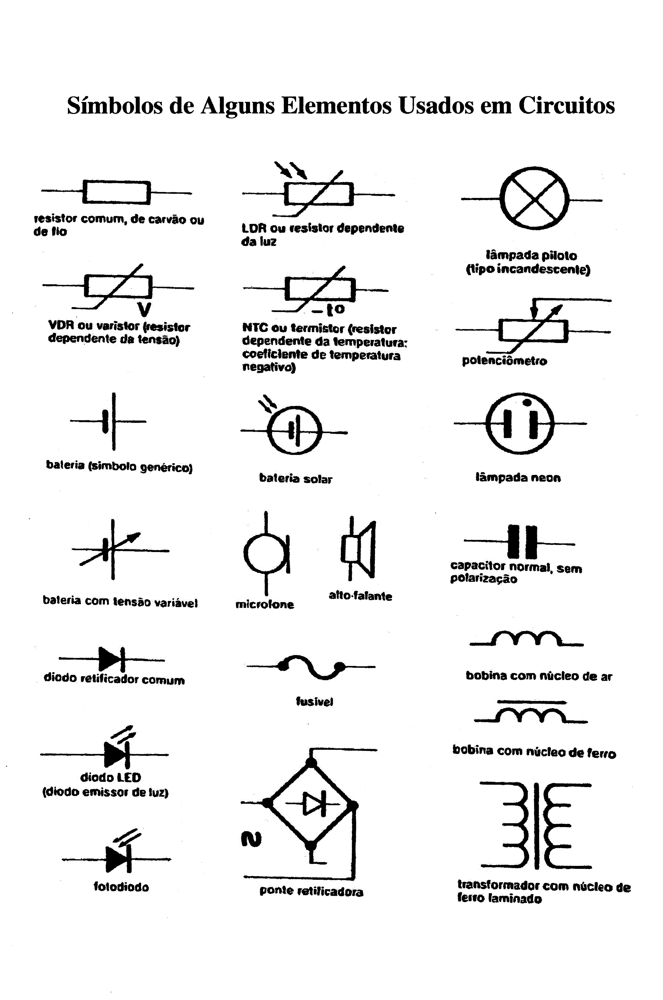 Símbolos de Alguns Elementos Usados em Circuitos
resistor comum, de carvão ou
de fio
LDR ou resistor dependente
da luz
lâmpada piloto
(tipo incandescente)
V
VDR ou varistor (resistor
dependente da tensão)
- tº
NTC ou termistor (resistor
dependente da temperatura:
coeficiente de temperatura
negativo)
potenciômetro
bateria (símbolo genérico)
bateria solar
lâmpada neon
bateria com tensão variável
microfone
alto-falante
capacitor normal, sem
polarização
diodo retificador comum
fusível
bobina com núcleo de ar
diodo LED
(diodo emissor de luz)
bobina com núcleo de ferro
fotodiodo
ponte retificadora
transformador com núcleo de
ferro laminado